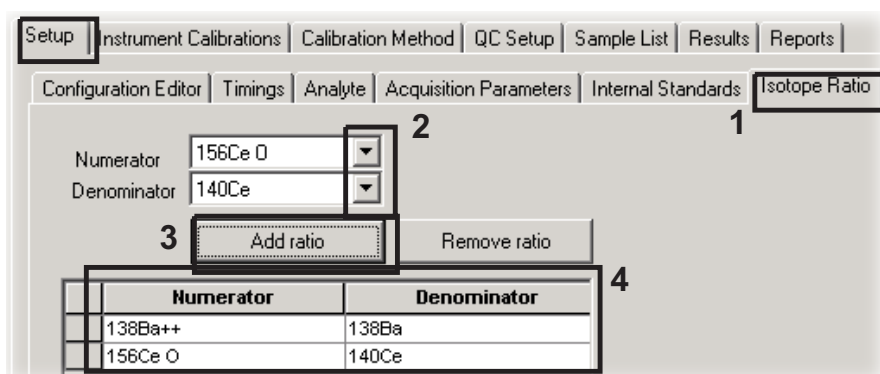 Setup Instrument Calibrations Calibration Method QC Setup Sample List Results Reports
Configuration Editor Timings Analyte Acquisition Parameters Internal Standards Isotope Ratio
1
2
Numerator 156Ce O
Denominator 140Ce
3 Add ratio Remove ratio
4
Numerator Denominator
138Ba++ 138Ba
156Ce O 140Ce